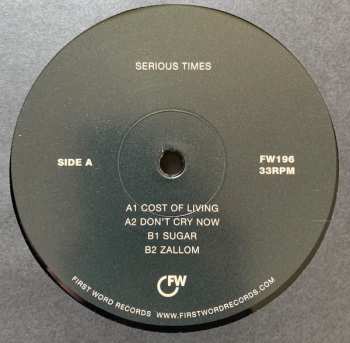 SERIOUS TIMES
SIDE A
FW196
33RPM
A1 COST OF LIVING
A2 DON'T CRY NOW
B1 SUGAR
B2 ZALLOM
FW
FIRST WORD RECORDS WWW.FIRSTWORDRECORDS.COM